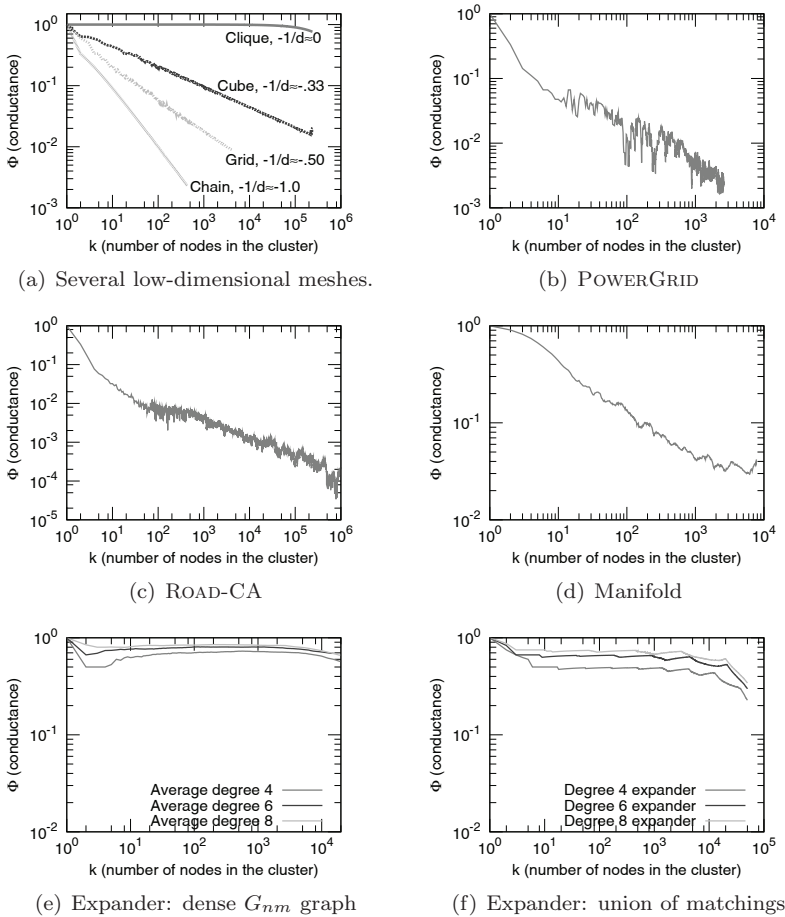 10^0
10^-1
10^-2
10^-3
Φ (conductance)
Clique, -1/d≈0
Cube, -1/d≈-.33
Grid, -1/d≈-.50
Chain, -1/d≈-1.0
10^0 10^1 10^2 10^3 10^4 10^5 10^6
k (number of nodes in the cluster)
(a) Several low-dimensional meshes.
10^0
10^-1
10^-2
10^-3
Φ (conductance)
10^0 10^1 10^2 10^3 10^4
k (number of nodes in the cluster)
(b) POWERGRID
10^0
10^-1
10^-2
10^-3
10^-4
10^-5
Φ (conductance)
10^0 10^1 10^2 10^3 10^4 10^5 10^6
k (number of nodes in the cluster)
(c) ROAD-CA
10^0
10^-1
10^-2
Φ (conductance)
10^0 10^1 10^2 10^3 10^4
k (number of nodes in the cluster)
(d) Manifold
10^0
10^-1
10^-2
Φ (conductance)
Average degree 4
Average degree 6
Average degree 8
10^0 10^1 10^2 10^3 10^4
k (number of nodes in the cluster)
(e) Expander: dense G_nm graph
10^0
10^-1
10^-2
Φ (conductance)
Degree 4 expander
Degree 6 expander
Degree 8 expander
10^0 10^1 10^2 10^3 10^4 10^5
k (number of nodes in the cluster)
(f) Expander: union of matchings